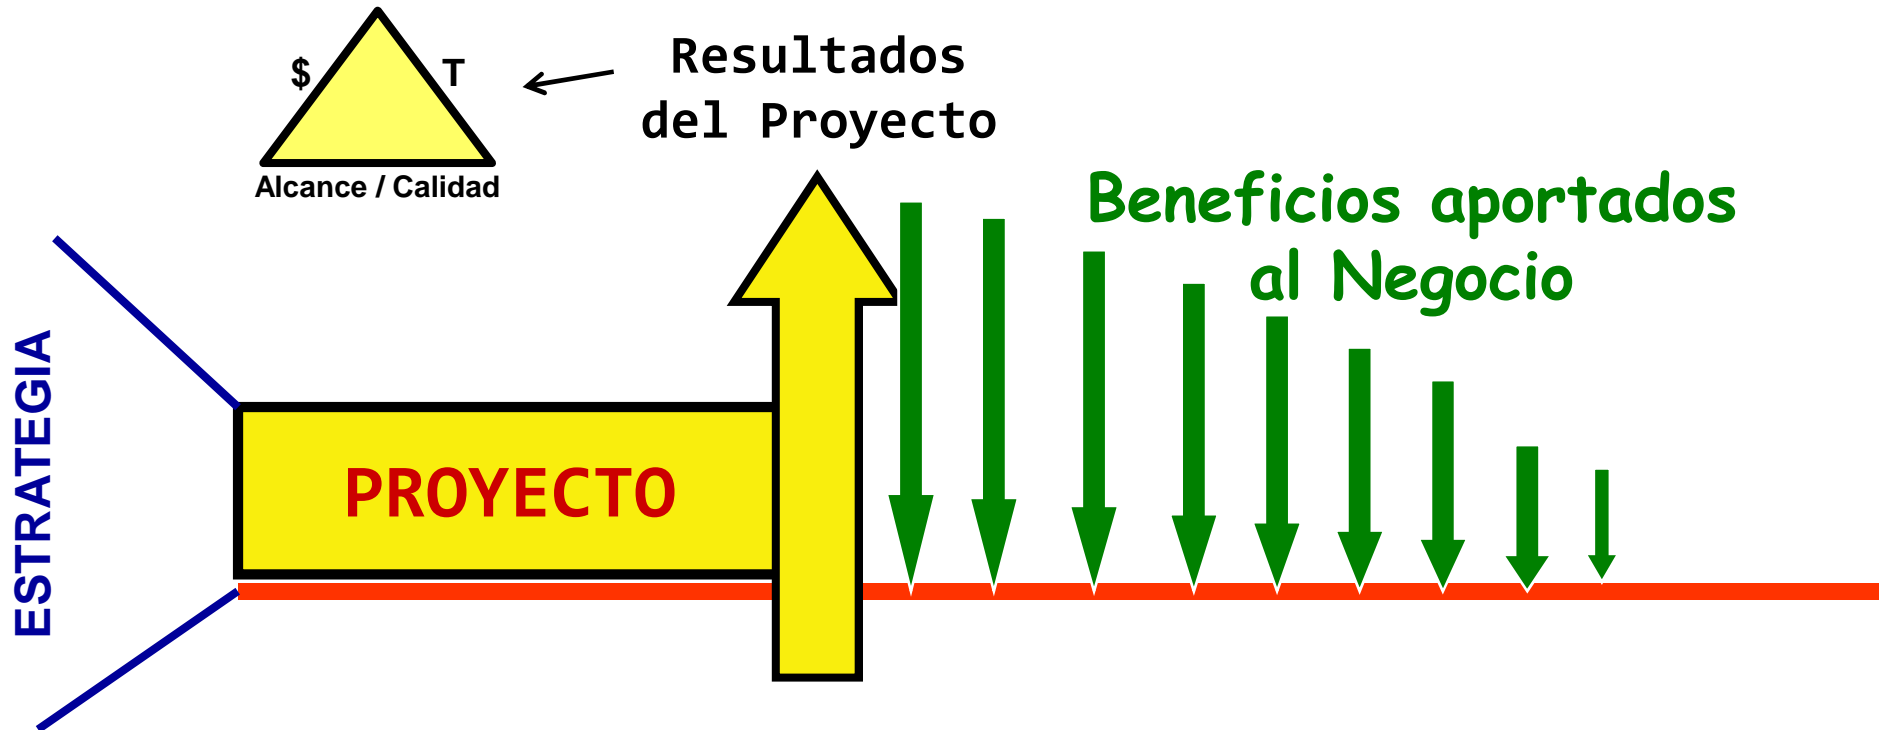 $
T
Alcance / Calidad
Resultados
del Proyecto
Beneficios aportados
al Negocio
ESTRATEGIA
PROYECTO